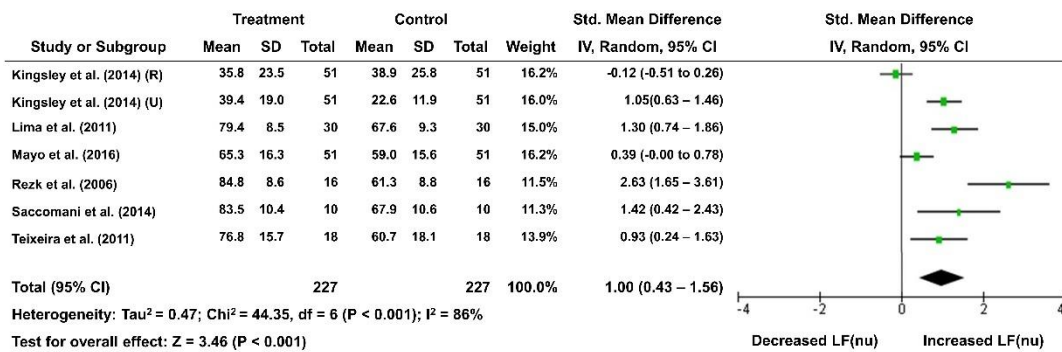 Treatment Control Std. Mean Difference Std. Mean Difference
Study or Subgroup Mean SD Total Mean SD Total Weight IV, Random, 95% CI IV, Random, 95% CI
Kingsley et al. (2014) (R) 35.8 23.5 51 38.9 25.8 51 16.2% -0.12 (-0.51 to 0.26)
Kingsley et al. (2014) (U) 39.4 19.0 51 22.6 11.9 51 16.0% 1.05(0.63 – 1.46)
Lima et al. (2011) 79.4 8.5 30 67.6 9.3 30 15.0% 1.30 (0.74 – 1.86)
Mayo et al. (2016) 65.3 16.3 51 59.0 15.6 51 16.2% 0.39 (-0.00 to 0.78)
Rezk et al. (2006) 84.8 8.6 16 61.3 8.8 16 11.5% 2.63 (1.65 – 3.61)
Saccomani et al. (2014) 83.5 10.4 10 67.9 10.6 10 11.3% 1.42 (0.42 – 2.43)
Teixeira et al. (2011) 76.8 15.7 18 60.7 18.1 18 13.9% 0.93 (0.24 – 1.63)
Total (95% CI) 227 227 100.0% 1.00 (0.43 – 1.56)
-4 -2 0 2 4
Heterogeneity: Tau² = 0.47; Chi² = 44.35, df = 6 (P < 0.001); I² = 86%
Test for overall effect: Z = 3.46 (P < 0.001) Decreased LF(nu) Increased LF(nu)